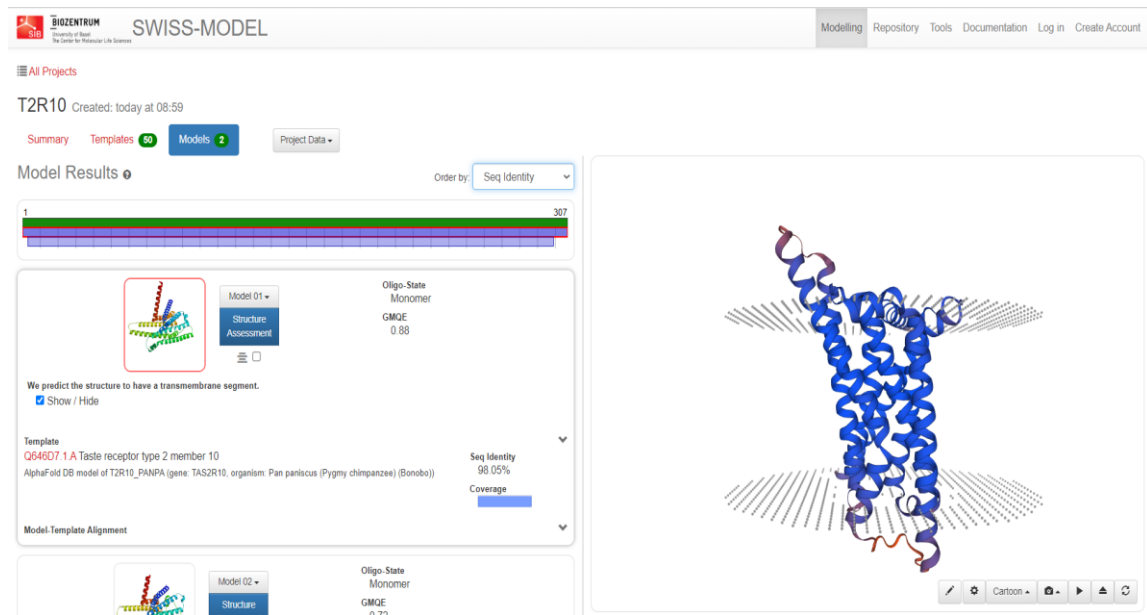 SIB
BIOZENTRUM
University of Basel
The Center for Molecular Life Sciences
SWISS-MODEL
Modelling Repository Tools Documentation Log in Create Account
All Projects
T2R10 Created: today at 08:59
Summary Templates 50 Models 2 Project Data
Model Results
Order by: Seq Identity
1 307
Model 01
Structure
Assessment
Oligo-State
Monomer
GMQE
0.88
We predict the structure to have a transmembrane segment.
Show / Hide
Template
Q646D7.1.A Taste receptor type 2 member 10
AlphaFold DB model of T2R10_PANPA (gene: TAS2R10, organism: Pan paniscus (Pygmy chimpanzee) (Bonobo))
Seq Identity
98.05%
Coverage
Model-Template Alignment
Model 02
Structure
Oligo-State
Monomer
GMQE
0.72
Cartoon